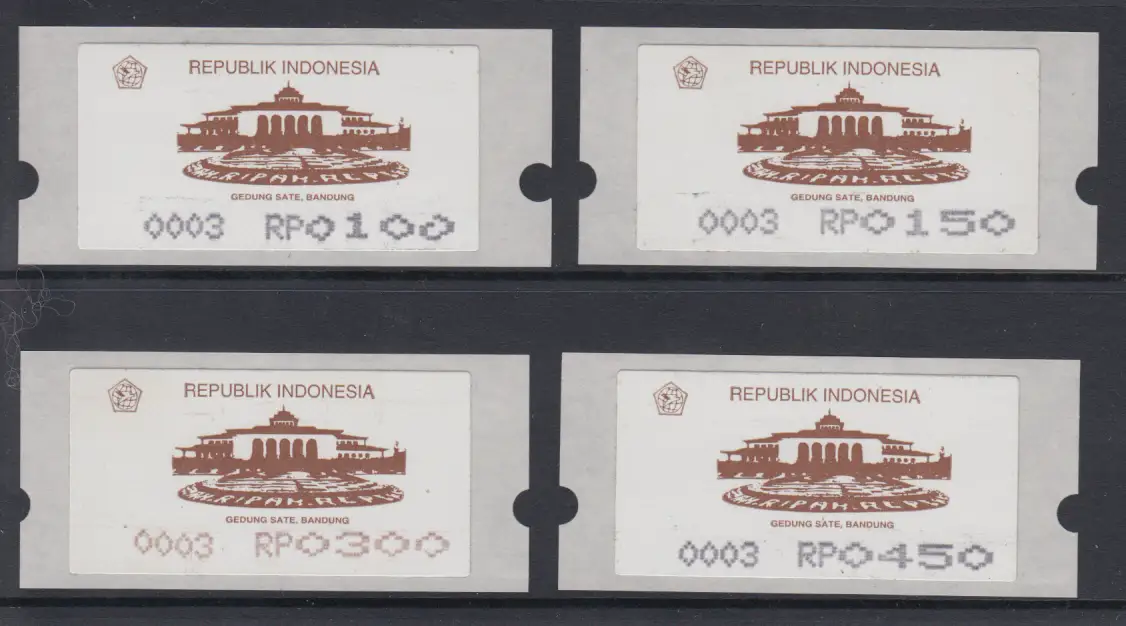 REPUBLIK INDONESIA
GEDUNG SATE, BANDUNG
0003 RP0100
REPUBLIK INDONESIA
GEDUNG SATE, BANDUNG
0003 RP0150
REPUBLIK INDONESIA
GEDUNG SATE, BANDUNG
0003 RP0300
REPUBLIK INDONESIA
GEDUNG SATE, BANDUNG
0003 RP0450